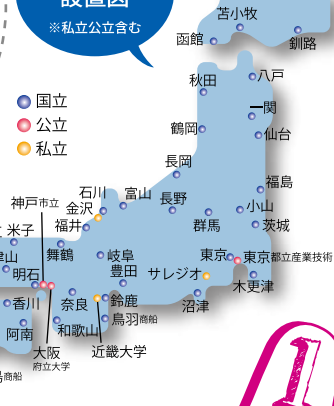 設置図
※私立公立含む
苫小牧
函館
釧路
国立
公立
私立
秋田
八戸
一関
鶴岡
仙台
長岡
福島
石川
富山
長野
金沢
小山
神戸市立
福井
群馬
茨城
米子
舞鶴
岐阜
東京
東京都立産業技術
津山
明石
豊田
サレジオ
木更津
香川
奈良
鈴鹿
沼津
鳥羽商船
阿南
和歌山
大阪
府立大学
近畿大学
商船
1